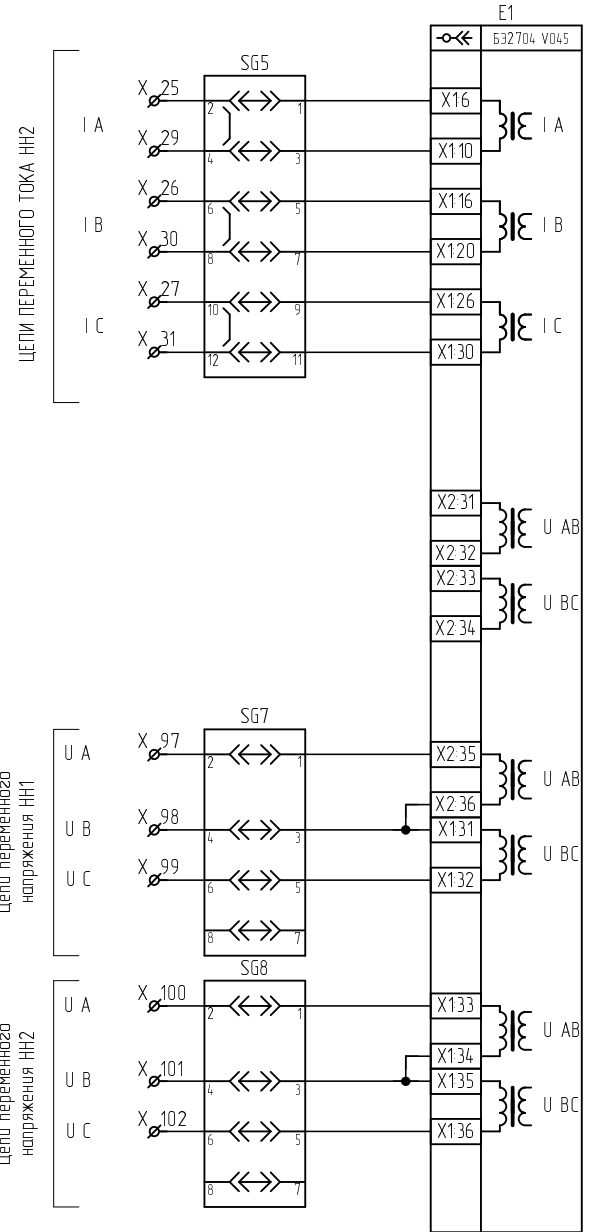 E1
БЭ2704 V045
SG5
ЦЕПИ ПЕРЕМЕННОГО ТОКА НН2
X 25
2 1
X1:6
I A
I A
X 29
4 3
X1:10
X 26
6 5
X1:16
I B
I B
X 30
8 7
X1:20
X 27
10 9
X1:26
I C
I C
X 31
12 11
X1:30
X2:31
U AB
X2:32
X2:33
U BC
X2:34
SG7
Цепи переменного
напряжения НН1
U A
X 97
2 1
X2:35
U AB
X2:36
U B
X 98
4 3
X1:31
U BC
U C
X 99
6 5
X1:32
8 7
SG8
Цепи переменного
напряжения НН2
U A
X 100
2 1
X1:33
U AB
X1:34
U B
X 101
4 3
X1:35
U BC
U C
X 102
6 5
X1:36
8 7